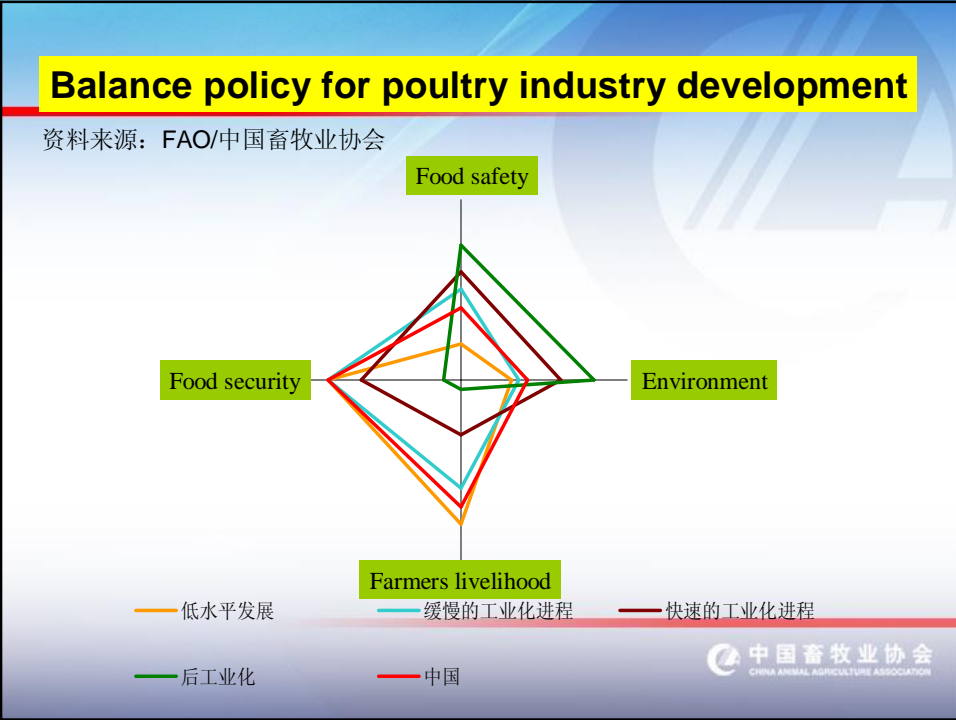 Balance policy for poultry industry development
资料来源：FAO/中国畜牧业协会
Food safety
Food security
Environment
Farmers livelihood
低水平发展
缓慢的工业化进程
快速的工业化进程
后工业化
中国
中国畜牧业协会
CHINA ANIMAL AGRICULTURE ASSOCIATION